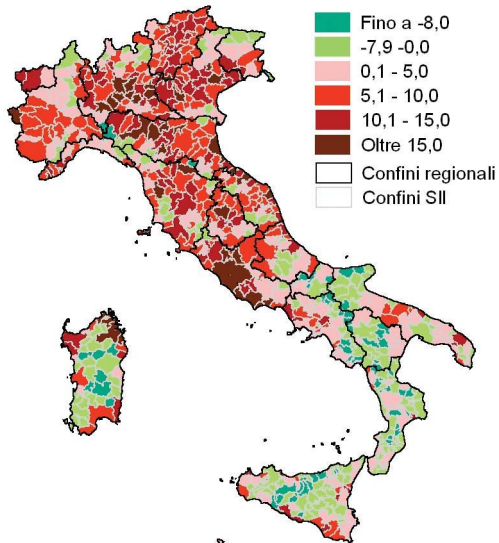 Fino a -8,0
-7,9 -0,0
0,1 - 5,0
5,1 - 10,0
10,1 - 15,0
Oltre 15,0
Confini regionali
Confini Sll